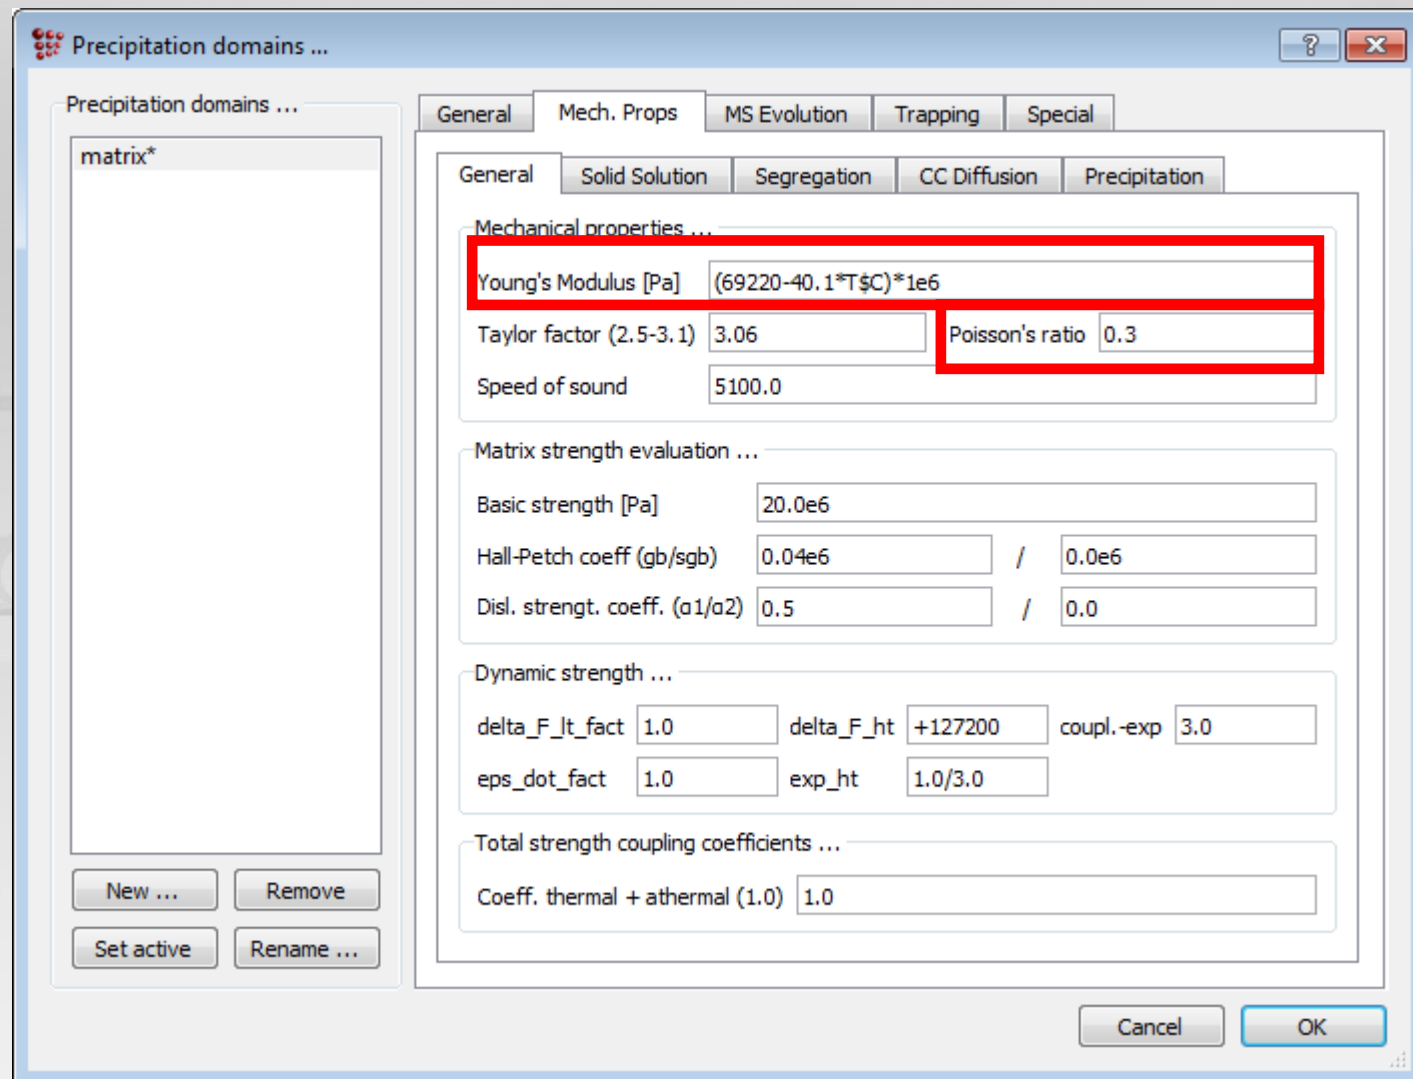 Precipitation domains ...
Precipitation domains ...
matrix*
New ...
Remove
Set active
Rename ...
General
Mech. Props
MS Evolution
Trapping
Special
General
Solid Solution
Segregation
CC Diffusion
Precipitation
Mechanical properties ...
Young's Modulus [Pa] (69220-40.1*T$C)*1e6
Taylor factor (2.5-3.1) 3.06 Poisson's ratio 0.3
Speed of sound 5100.0
Matrix strength evaluation ...
Basic strength [Pa] 20.0e6
Hall-Petch coeff (gb/sgb) 0.04e6 / 0.0e6
Disl. strengt. coeff. (α1/α2) 0.5 / 0.0
Dynamic strength ...
delta_F_lt_fact 1.0 delta_F_ht +127200 coupl.-exp 3.0
eps_dot_fact 1.0 exp_ht 1.0/3.0
Total strength coupling coefficients ...
Coeff. thermal + athermal (1.0) 1.0
Cancel
OK